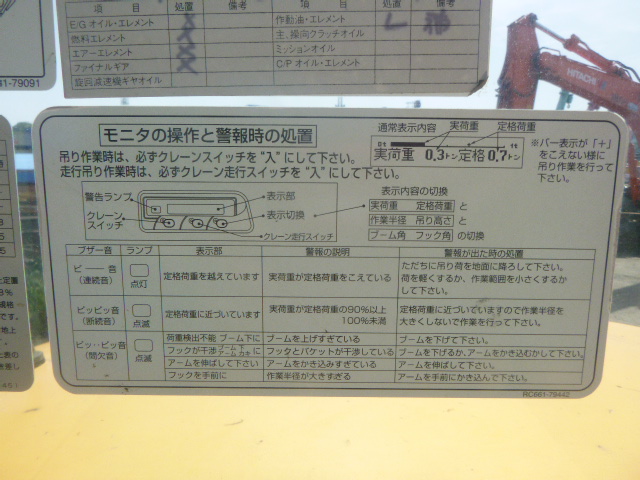 項 目 処置 備考 項 目 処置 備考
E/Gオイル・エレメント 作動油・エレメント
燃料エレメント 主、操向クラッチオイル
エアーエレメント ミッションオイル
ファイナルギア C/Pオイル・エレメント
旋回減速機ギヤオイル
41-79091
HITACHI
モニタの操作と警報時の処置
吊り作業時は、必ずクレーンスイッチを"入"にして下さい。
走行吊り作業時は、必ずクレーン走行スイッチを"入"にして下さい。
通常表示内容 実荷重 定格荷重
実荷重 0.3トン 定格 0.7トン
※バー表示が「+」
をこえない様に
吊り作業を行って
下さい。
警告ランプ
クレーン
スイッチ
表示部
表示切換
クレーン走行スイッチ
表示内容の切換
実荷重 定格荷重 と
作業半径 吊り高さ と
ブーム角 フック角 の切換
ブザー音 ランプ 表示部 警報の説明 警報が出た時の処置
ピー 音
(連続音)
点灯
定格荷重を越えています
実荷重が定格荷重をこえている
ただちに吊り荷を地面に降ろして下さい。
荷を軽くするか、作業範囲を小さくするか
して下さい。
ピッピッ音
(断続音)
点滅
定格荷重に近づいています
実荷重が定格荷重の90%以上
100%未満
定格荷重に近づいていますので作業半径を
大きくしないで作業を行って下さい。
ピッ・・ピッ音
(間欠音)
点滅
荷重検出不能 ブーム下に ブームを上げすぎている ブームを下げて下さい。
フックが干渉 フックとバケットが干渉している ブームを下げるか、アームをかき込むかして下さい。
アームを伸ばして下さい アームをかき込みすぎている アームを伸ばして下さい。
フックを手前に 作業半径が大きすぎる アームを手前にかき込んで下さい。
RC661-79442